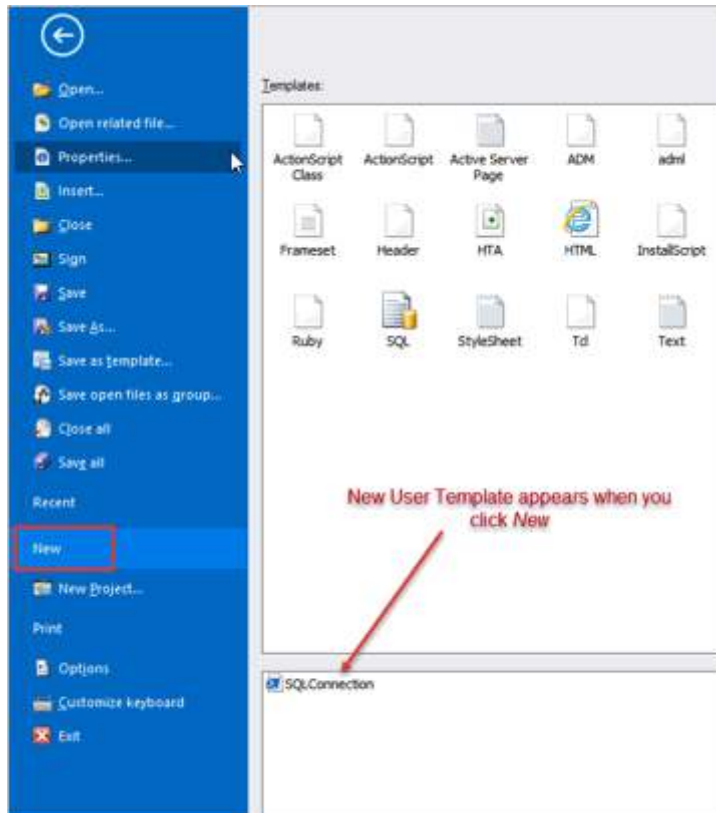 Open...
Open related file...
Properties...
Insert...
Close
Sign
Save
Save As...
Save as template...
Save open files as group...
Close all
Save all
Recent
New
New Project...
Print
Options
Customize keyboard
Exit
Templates:
ActionScript Class
ActionScript
Active Server Page
ADM
adml
Frameset
Header
HTA
HTML
InstallScript
Ruby
SQL
StyleSheet
Tcl
Text
New User Template appears when you
click New
SQLConnection